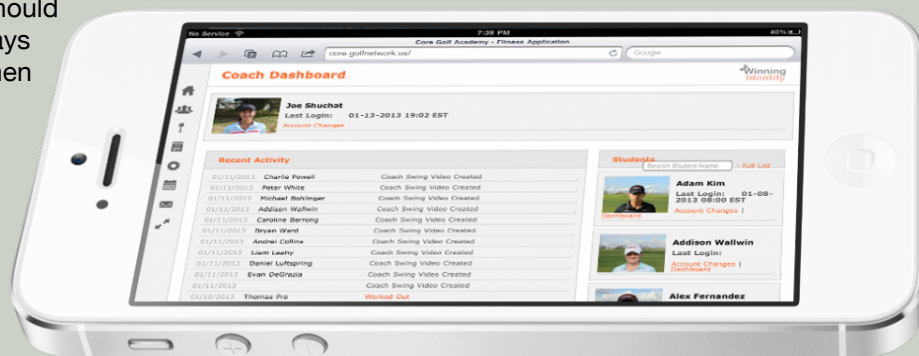 hould
ays
hen
No Service
7:39 PM
40%
Core Golf Academy - Fitness Application
core.golfnetwork.us/
Google
Coach Dashboard
Winning
Identity
Joe Shuchat
Last Login: 01-13-2013 19:02 EST
Account Changes
Recent Activity
01/11/2013 Charlie Powell Coach Swing Video Created
01/11/2013 Peter White Coach Swing Video Created
01/11/2013 Michael Bohlinger Coach Swing Video Created
01/11/2013 Addison Wallwin Coach Swing Video Created
01/11/2013 Caroline Berrong Coach Swing Video Created
01/11/2013 Bryan Ward Coach Swing Video Created
01/11/2013 Andrei Collins Coach Swing Video Created
01/11/2013 Liam Leahy Coach Swing Video Created
01/11/2013 Daniel Luftspring Coach Swing Video Created
01/11/2013 Evan DeGrazia Coach Swing Video Created
01/11/2013 Coach Swing Video Created
01/10/2013 Thomas Pro Worked Out
Students
Search Student Name
- Full List
Adam Kim
Last Login: 01-08-
2013 08:00 EST
Account Changes |
Dashboard
Addison Wallwin
Last Login:
Account Changes |
Dashboard
Alex Fernandez